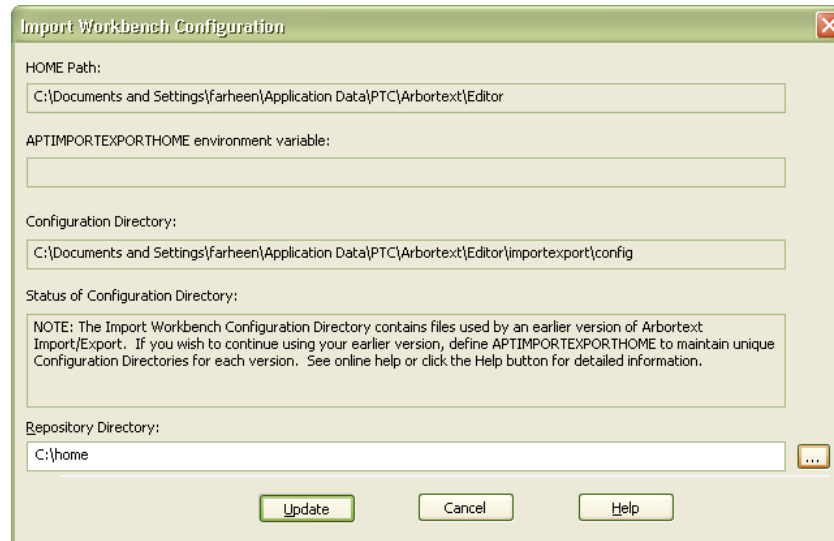 Import Workbench Configuration
HOME Path:
C:\Documents and Settings\farheen\Application Data\PTC\Arbortext\Editor
APTIMPORTEXPORTHOME environment variable:
Configuration Directory:
C:\Documents and Settings\farheen\Application Data\PTC\Arbortext\Editor\importexport\config
Status of Configuration Directory:
NOTE: The Import Workbench Configuration Directory contains files used by an earlier version of Arbortext
Import/Export. If you wish to continue using your earlier version, define APTIMPORTEXPORTHOME to maintain unique
Configuration Directories for each version. See online help or click the Help button for detailed information.
Repository Directory:
C:\home
...
Update Cancel Help